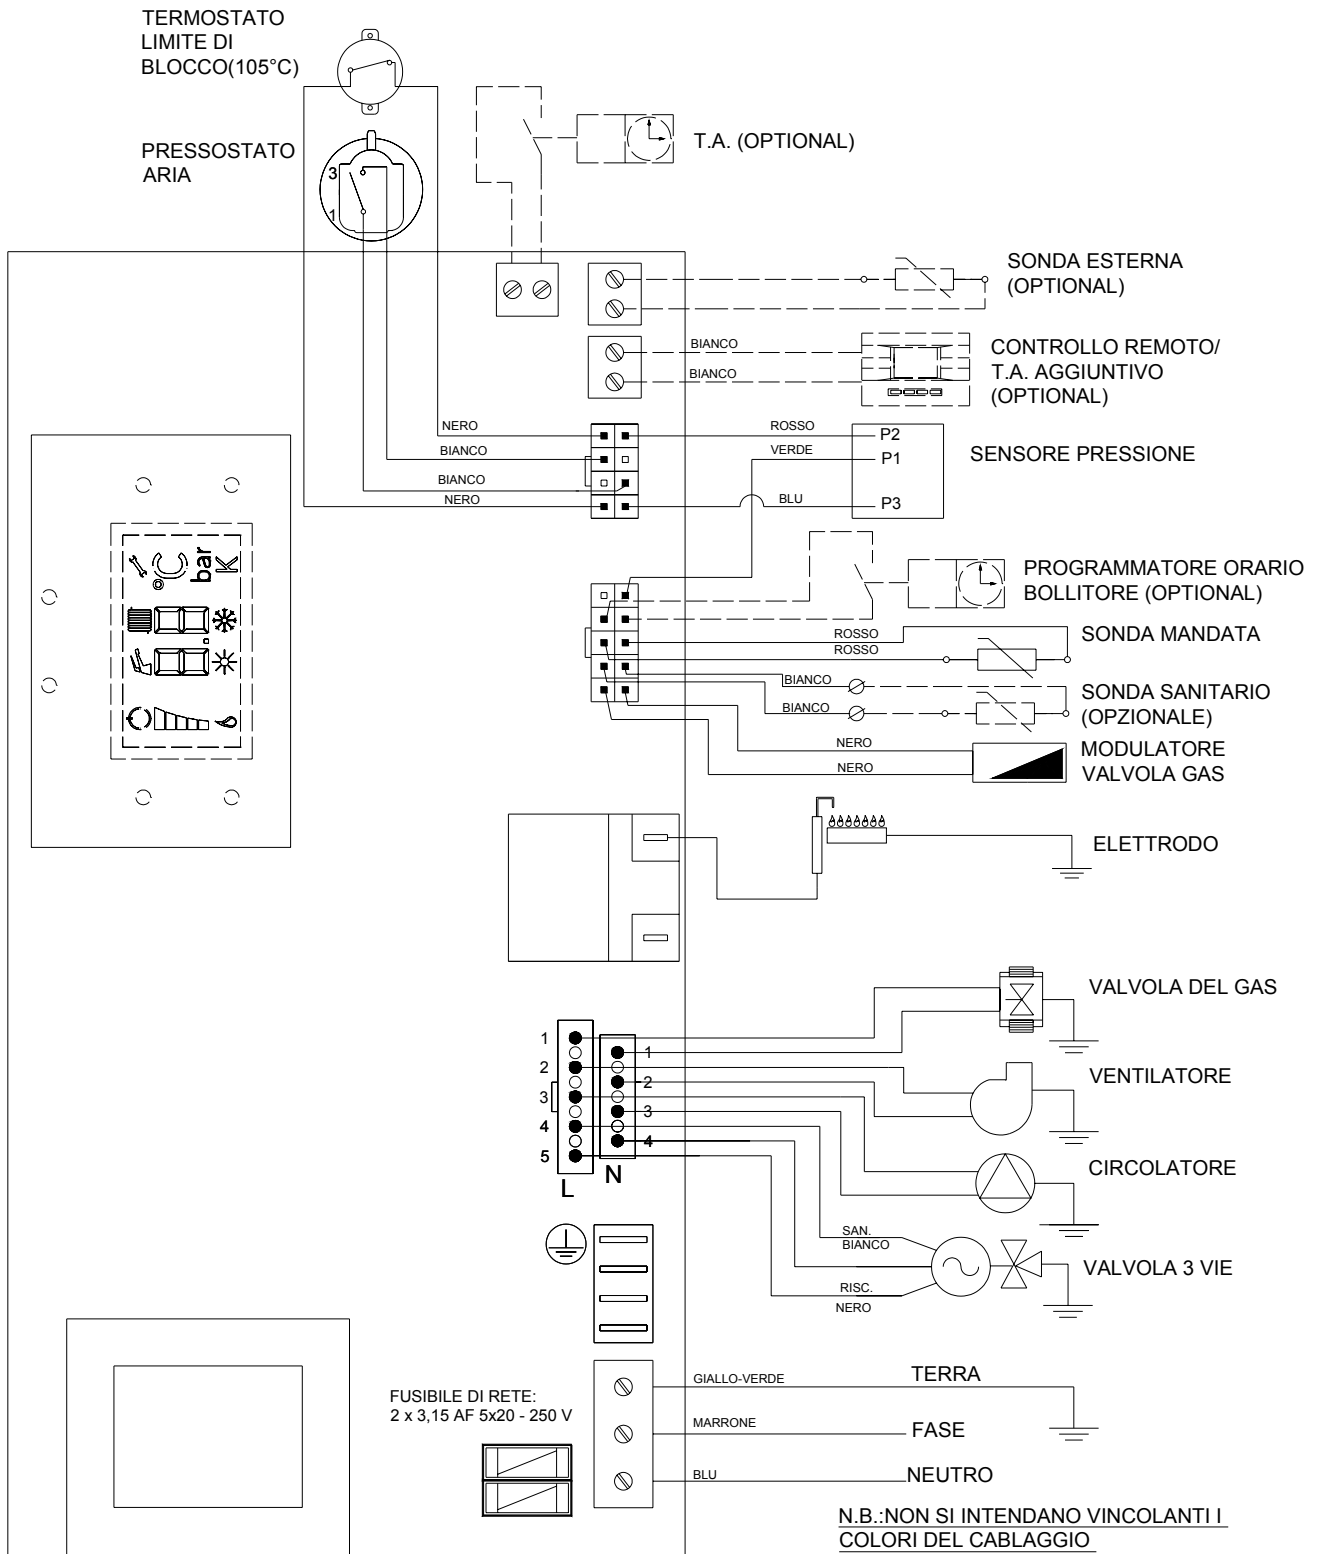 TERMOSTATO
LIMITE DI
BLOCCO(105°C)
PRESSOSTATO
ARIA
3
1
T.A. (OPTIONAL)
SONDA ESTERNA
(OPTIONAL)
BIANCO
BIANCO
CONTROLLO REMOTO/
T.A. AGGIUNTIVO
(OPTIONAL)
NERO
BIANCO
BIANCO
NERO
ROSSO
VERDE
BLU
P2
P1
P3
SENSORE PRESSIONE
°C
bar
K
PROGRAMMATORE ORARIO
BOLLITORE (OPTIONAL)
ROSSO
ROSSO
SONDA MANDATA
BIANCO
BIANCO
SONDA SANITARIO
(OPZIONALE)
NERO
NERO
MODULATORE
VALVOLA GAS
ELETTRODO
VALVOLA DEL GAS
1
2
3
4
5
L
1
2
3
4
N
VENTILATORE
CIRCOLATORE
SAN.
BIANCO
RISC.
NERO
VALVOLA 3 VIE
FUSIBILE DI RETE:
2 x 3,15 AF 5x20 - 250 V
GIALLO-VERDE
TERRA
MARRONE
FASE
BLU
NEUTRO
N.B.:NON SI INTENDANO VINCOLANTI I
COLORI DEL CABLAGGIO